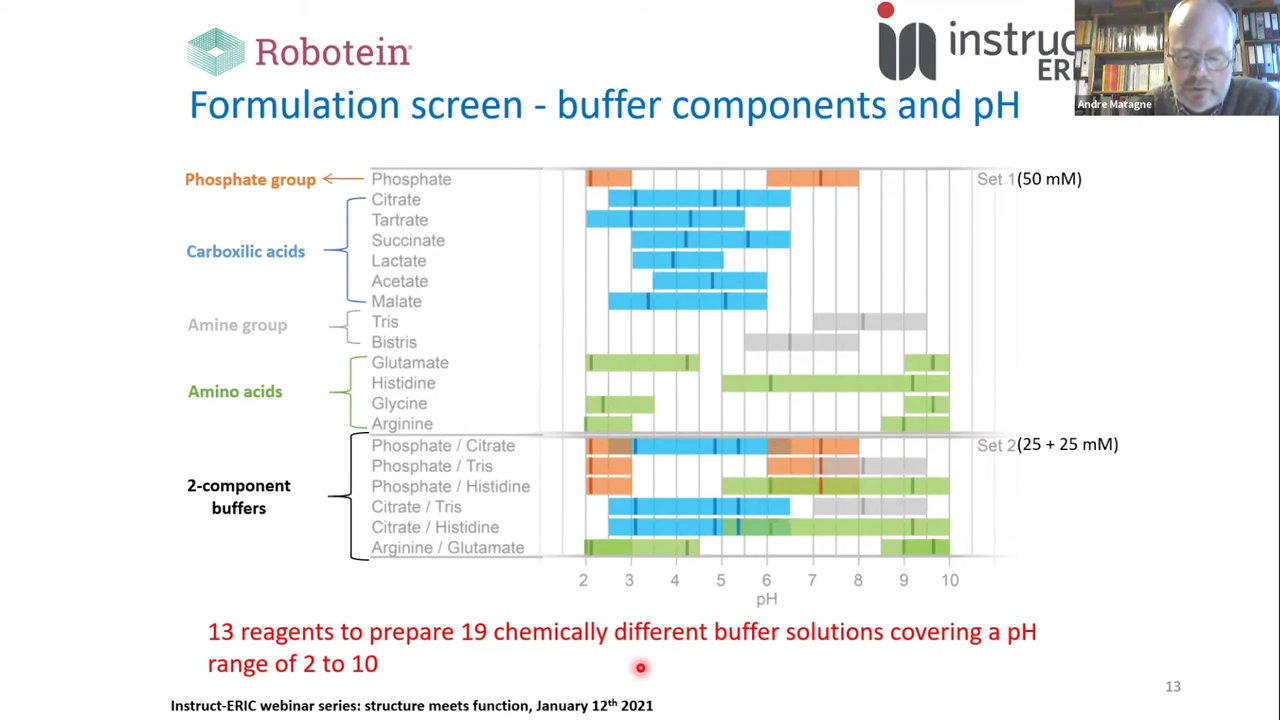 Robotein®
instruc
ERIC
Andre Matagne
Formulation screen - buffer components and pH
Phosphate group
Phosphate
Set 1 (50 mM)
Citrate
Tartrate
Carboxilic acids
Succinate
Lactate
Acetate
Malate
Amine group
Tris
Bistris
Glutamate
Amino acids
Histidine
Glycine
Arginine
Phosphate / Citrate
Set 2 (25 + 25 mM)
Phosphate / Tris
2-component
buffers
Phosphate / Histidine
Citrate / Tris
Citrate / Histidine
Arginine / Glutamate
2 3 4 5 6 7 8 9 10
pH
13 reagents to prepare 19 chemically different buffer solutions covering a pH
range of 2 to 10
13
Instruct-ERIC webinar series: structure meets function, January 12th 2021